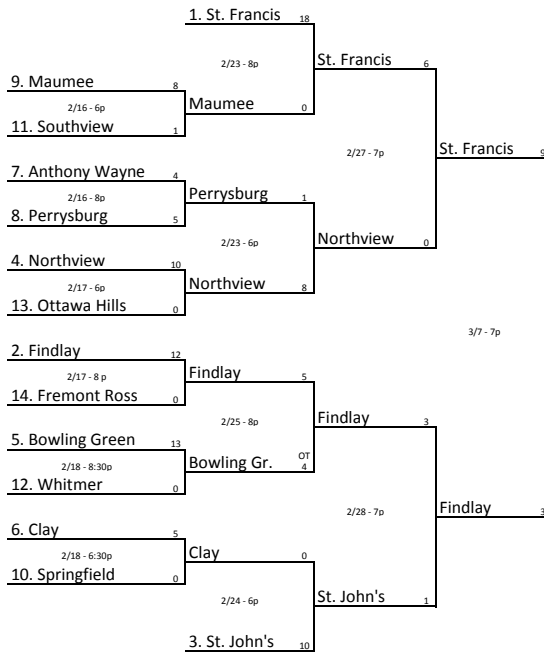 1. St. Francis 18
2/23 - 8p
St. Francis 6
9. Maumee 8
2/16 - 6p
Maumee 0
11. Southview 1
2/27 - 7p
St. Francis 9
7. Anthony Wayne 4
2/16 - 8p
Perrysburg 1
8. Perrysburg 5
2/23 - 6p
Northview 0
4. Northview 10
2/17 - 6p
Northview 8
13. Ottawa Hills 0
3/7 - 7p
2. Findlay 12
2/17 - 8 p
Findlay 5
14. Fremont Ross 0
2/25 - 8p
Findlay 3
5. Bowling Green 13
2/18 - 8:30p
Bowling Gr. OT 4
12. Whitmer 0
2/28 - 7p
Findlay 3
6. Clay 5
2/18 - 6:30p
Clay 0
10. Springfield 0
2/24 - 6p
St. John's 1
3. St. John's 10